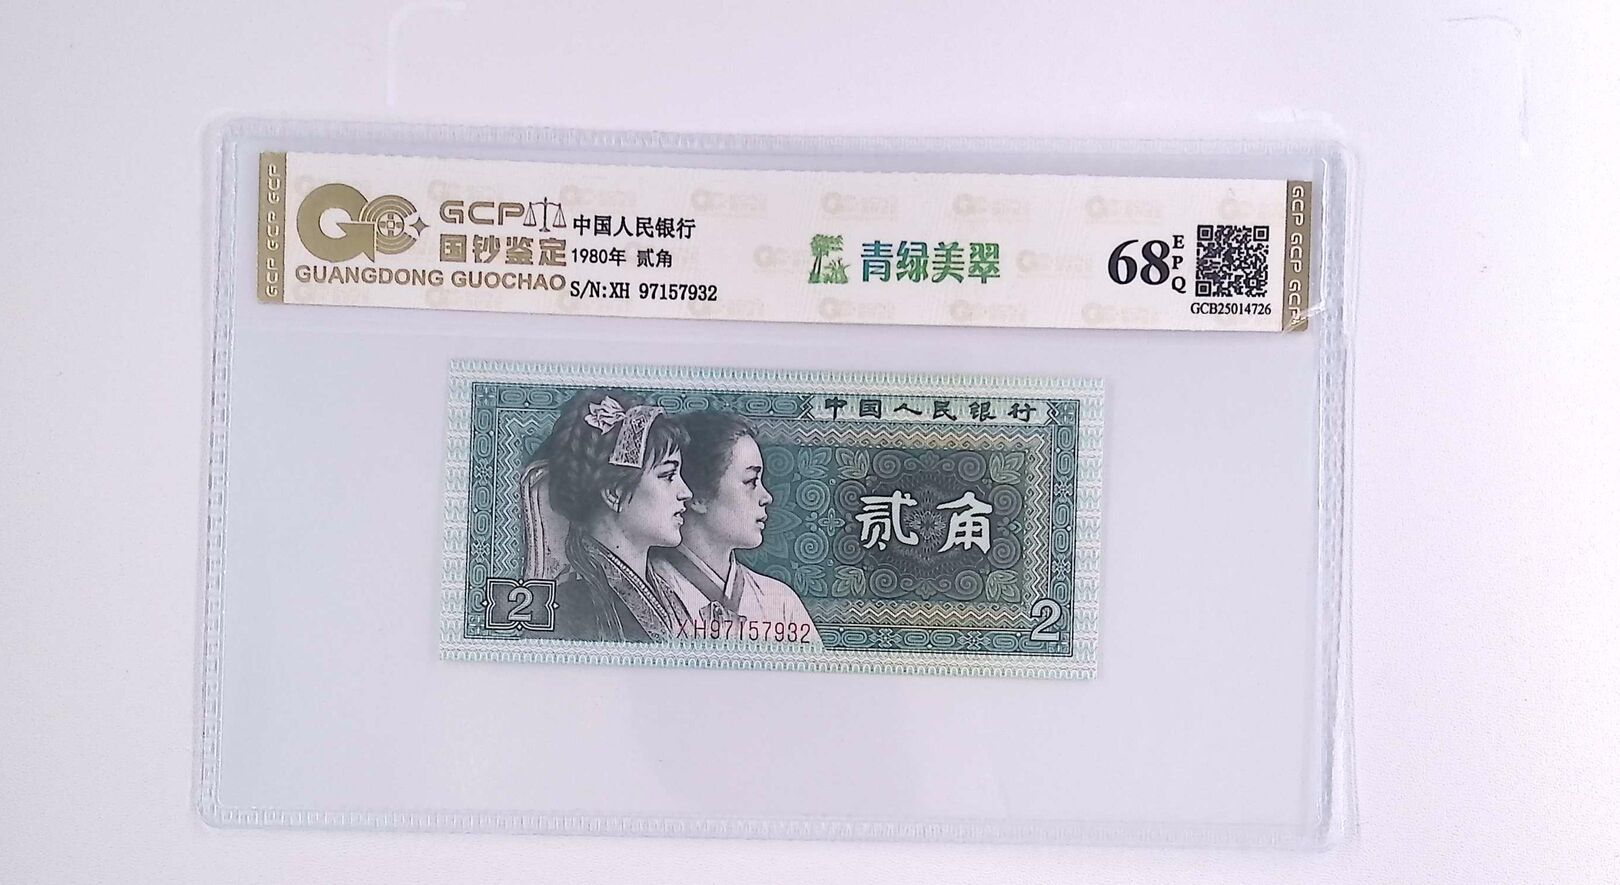 GCP GCP GCP
GCP
国钞鉴定
GUANGDONG GUOCHAO
中国人民银行
1980年 贰角
S/N:XH 97157932
青绿美翠
68
EPQ
GCB25014726
GCP GCP GCP
中国人民银行
贰角
2
XH97157932
2